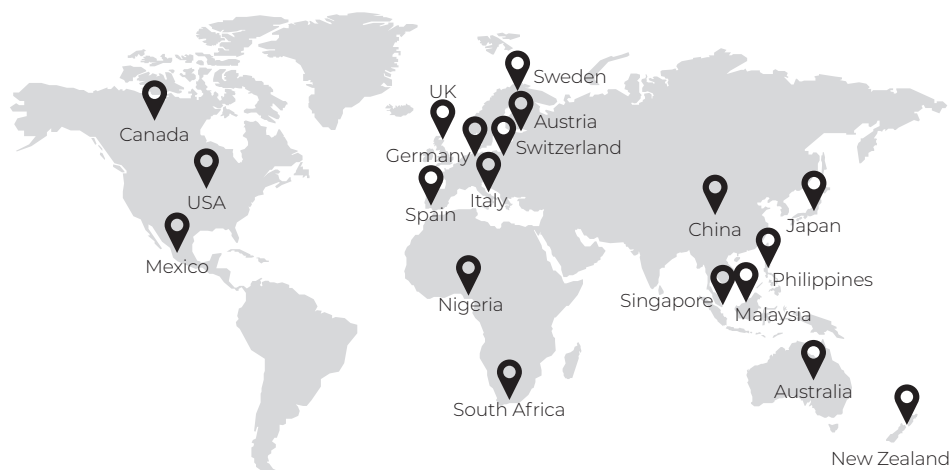 Sweden
UK
Austria
Canada
Switzerland
Germany
USA
Italy
Spain
Japan
China
Mexico
Philippines
Singapore
Nigeria
Malaysia
Australia
South Africa
New Zealand